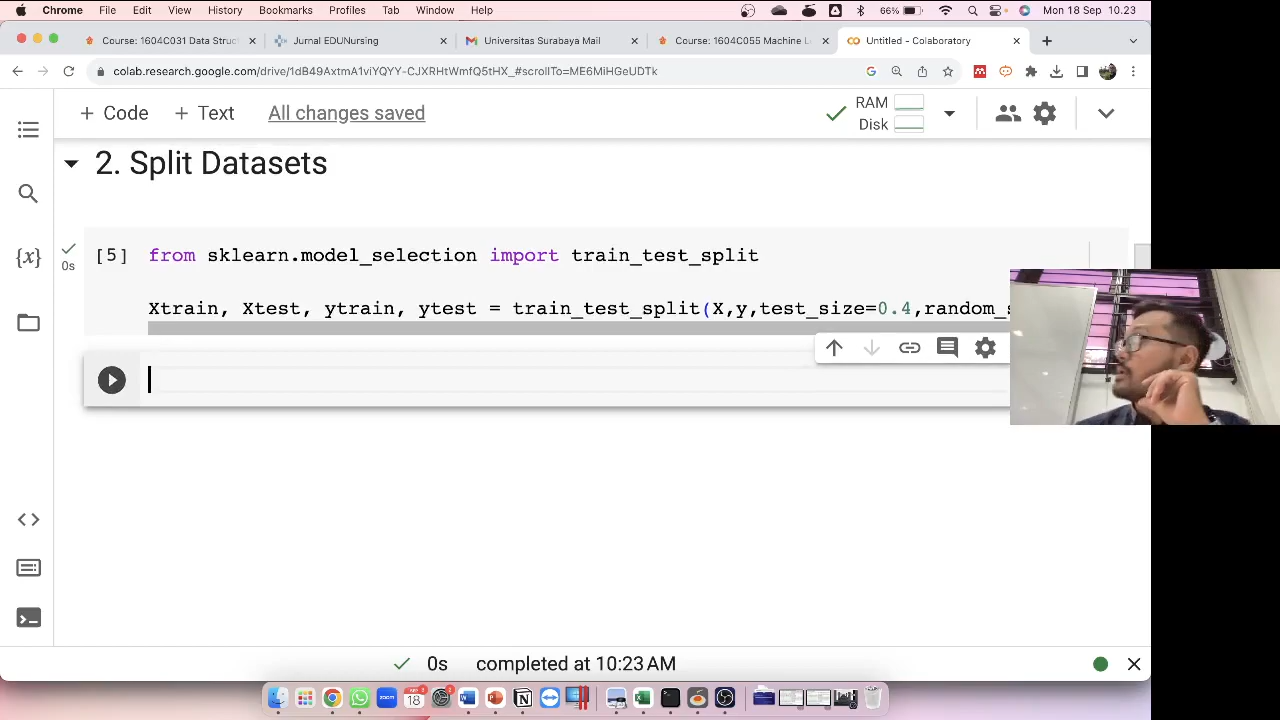 Chrome File Edit View History Bookmarks Profiles Tab Window Help 66% Mon 18 Sep 10.23
Course: 1604C031 Data Struc Jurnal EDUNursing Universitas Surabaya Mail Course: 1604C055 Machine L Untitled - Colaboratory
colab.research.google.com/drive/1dB49AxtmA1viYQYY-CJXRHtWmfQ5tHX_#scrollTo=ME6MiHGeUDTk
+ Code + Text All changes saved RAM
Disk
2. Split Datasets
[5] from sklearn.model_selection import train_test_split
0s
Xtrain, Xtest, ytrain, ytest = train_test_split(X,y,test_size=0.4,random_s
0s completed at 10:23 AM